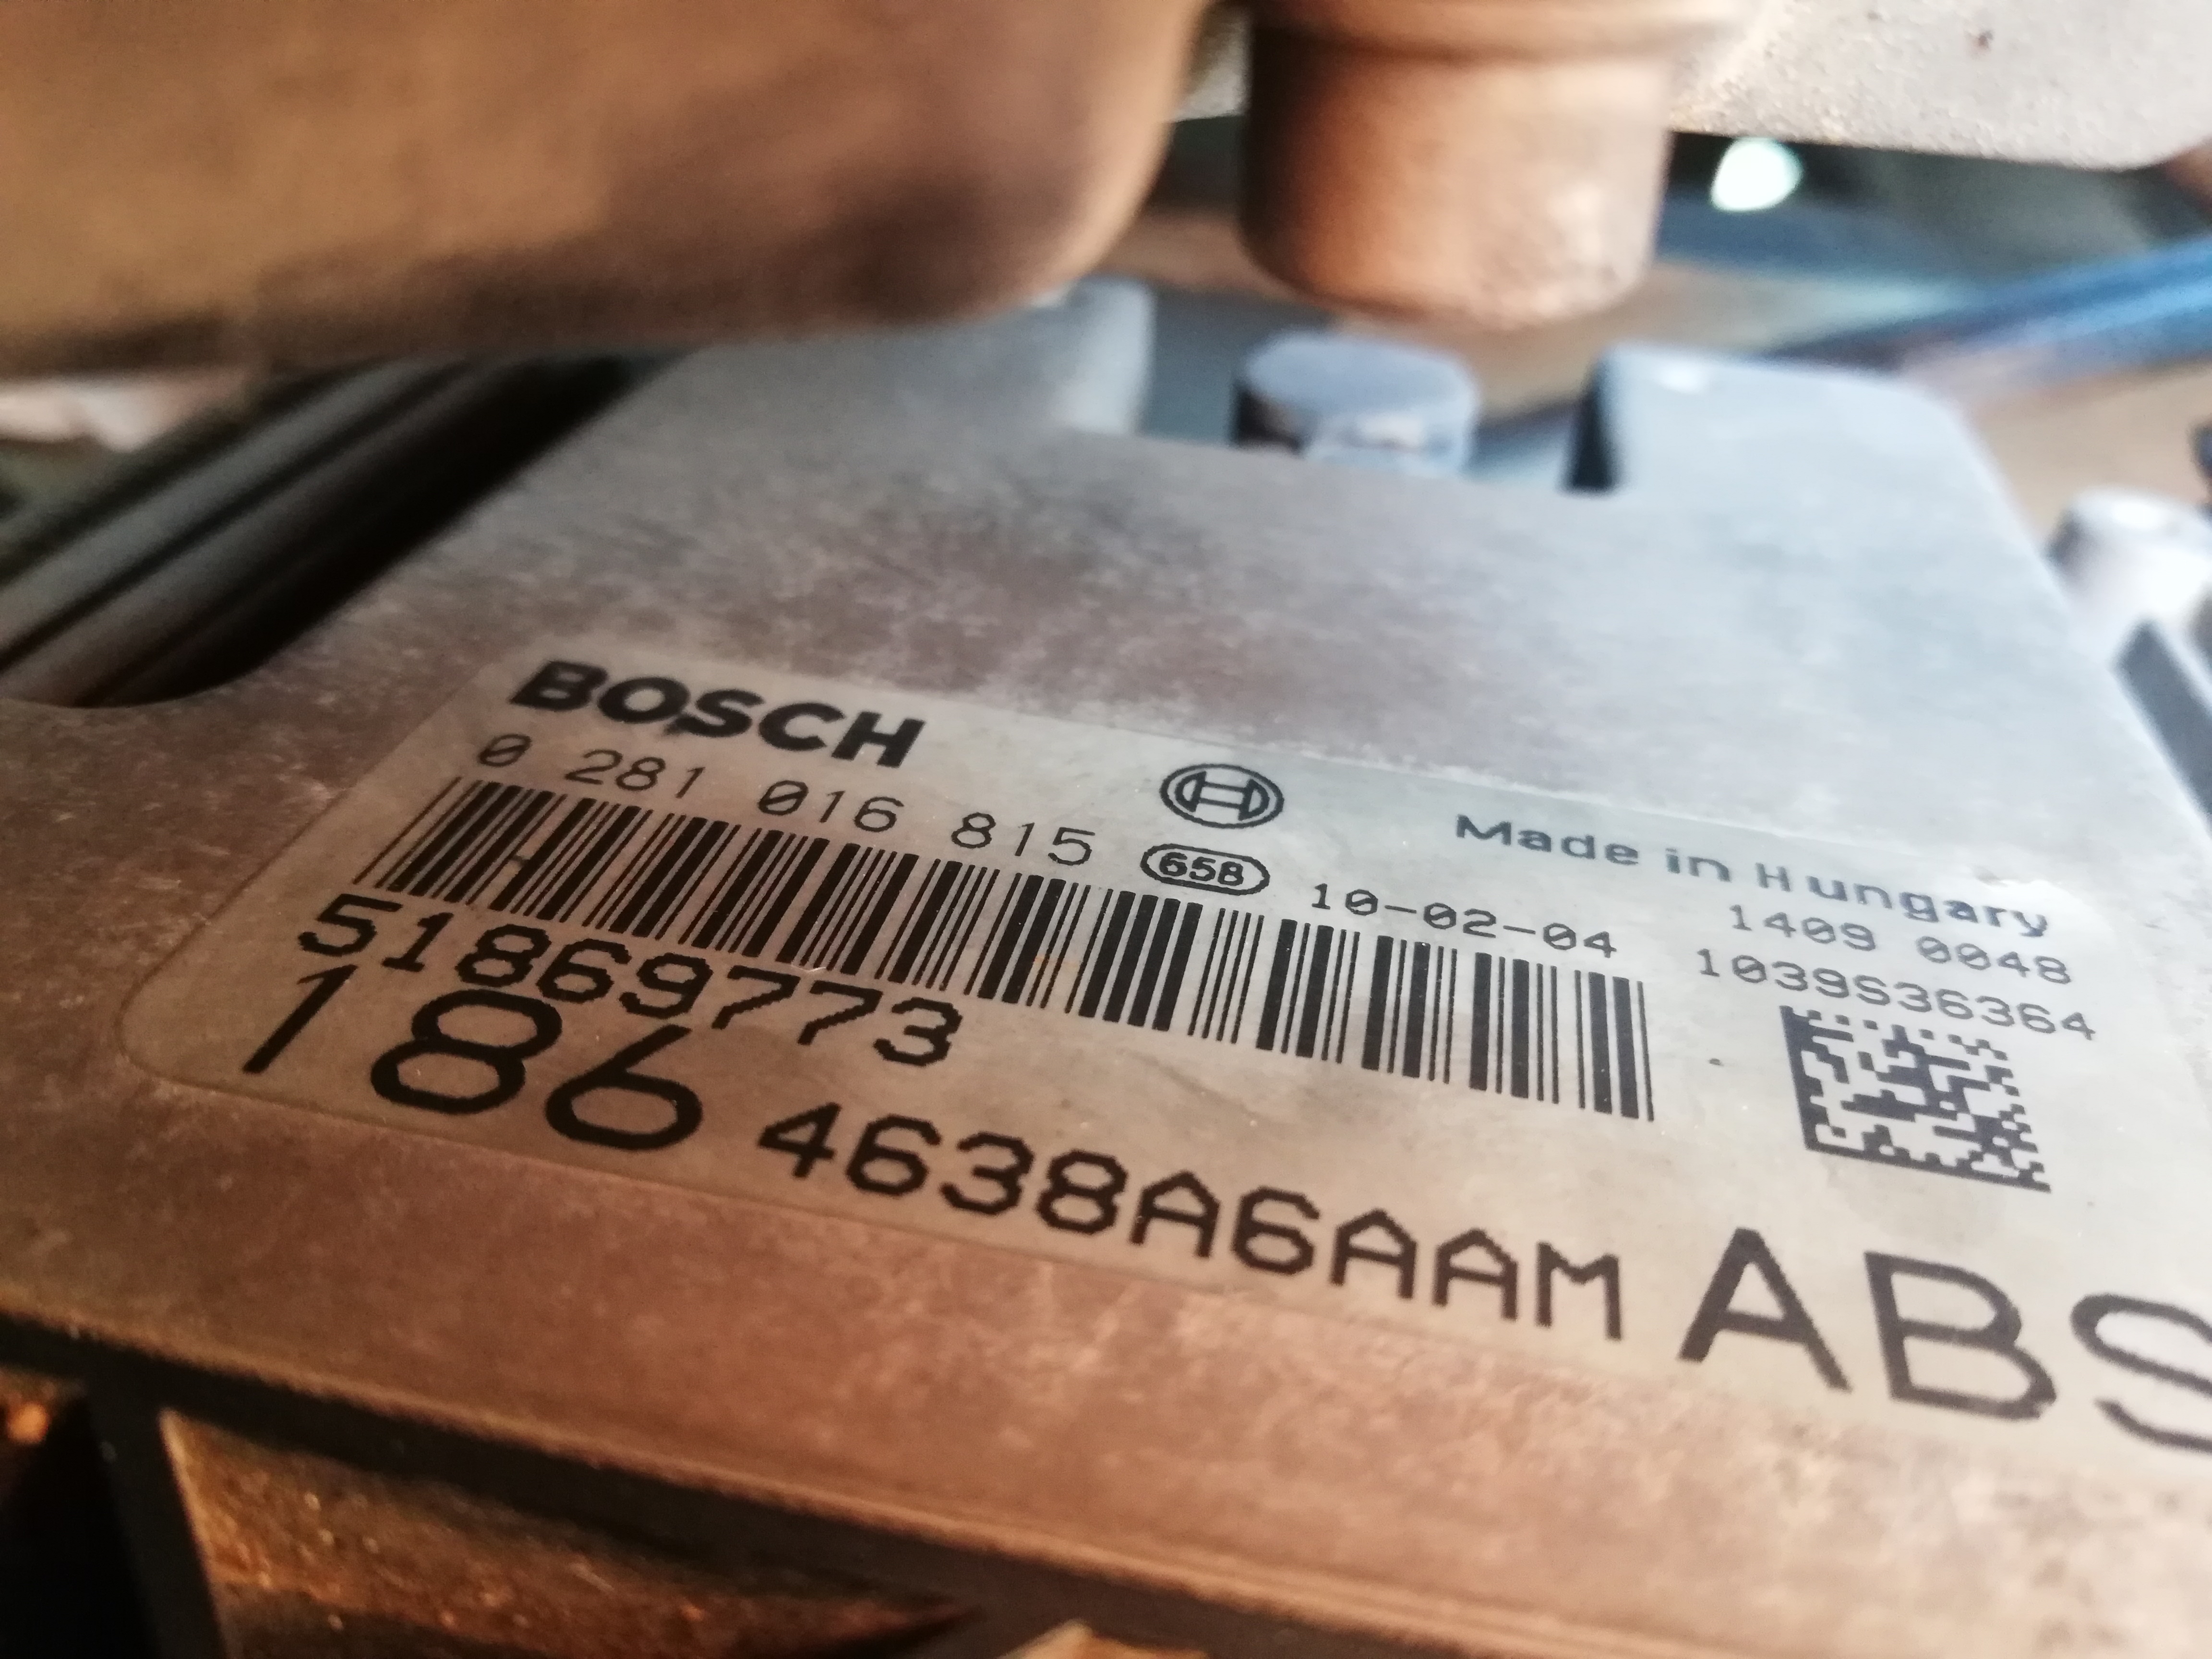 BOSCH
0 281 016 815
658
10-02-04
Made in Hungary
1409 0048
1039S36364
51869773
186 4638A6AAM ABS